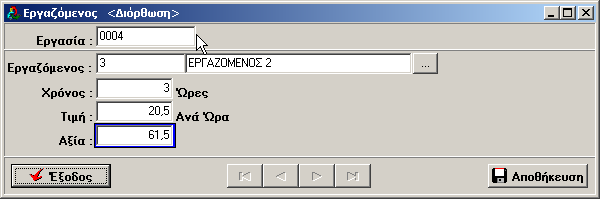 Εργαζόμενος <Διόρθωση>
Εργασία : 0004
Εργαζόμενος : 3 ΕΡΓΑΖΟΜΕΝΟΣ 2 ...
Χρόνος : 3 Ώρες
Τιμή : 20,5 Ανά Ώρα
Αξία : 61,5
Έξοδος Αποθήκευση